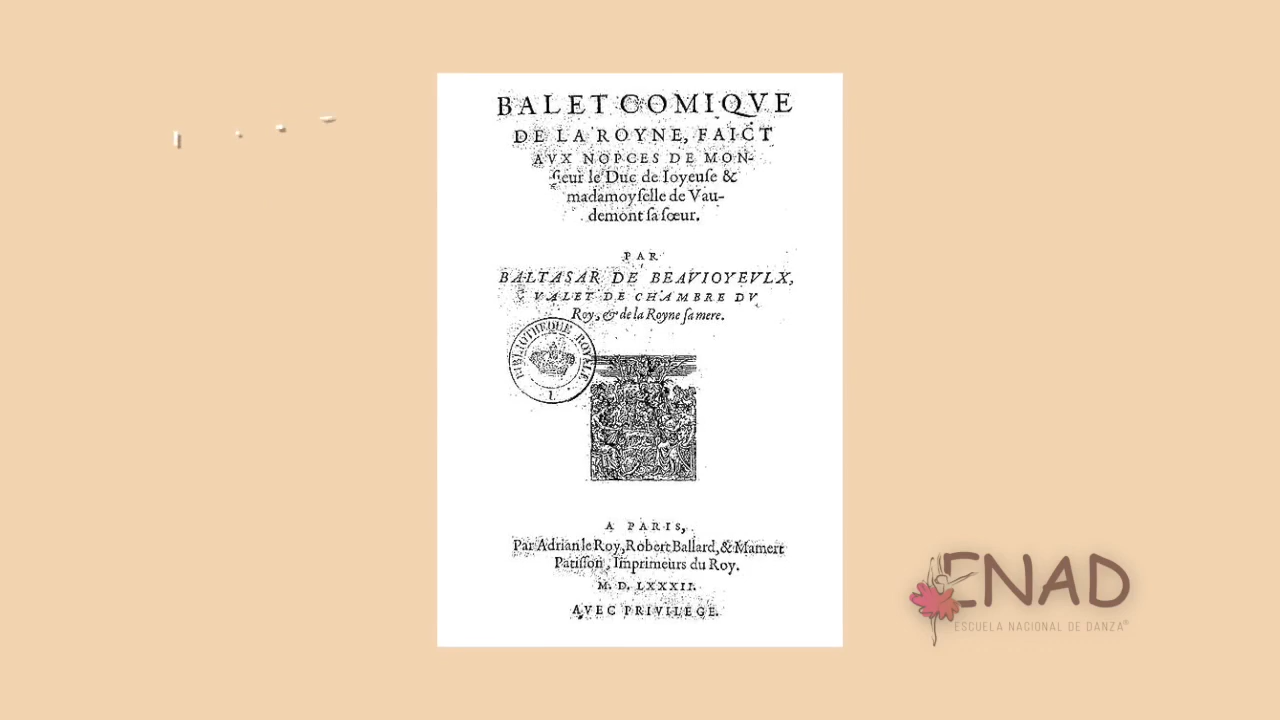 BALET COMIQVE
DE LA ROYNE, FAICT
AVX NOPCES DE MON-
ſieur le Duc de Ioyeuſe &
madamoyſelle de Vau-
demont ſa ſœur.
PAR
BALTASAR DE BEAVIOYEVLX,
VALET DE CHAMBRE DV
Roy, & de la Royne ſa mere.
BIBLIOTHEQUE ROYALE
I.
A PARIS,
Par Adrian le Roy, Robert Ballard, & Mamert
Patiſſon, Imprimeurs du Roy.
M. D. LXXXII.
AVEC PRIVILEGE.
ENAD
ESCUELA NACIONAL DE DANZA®